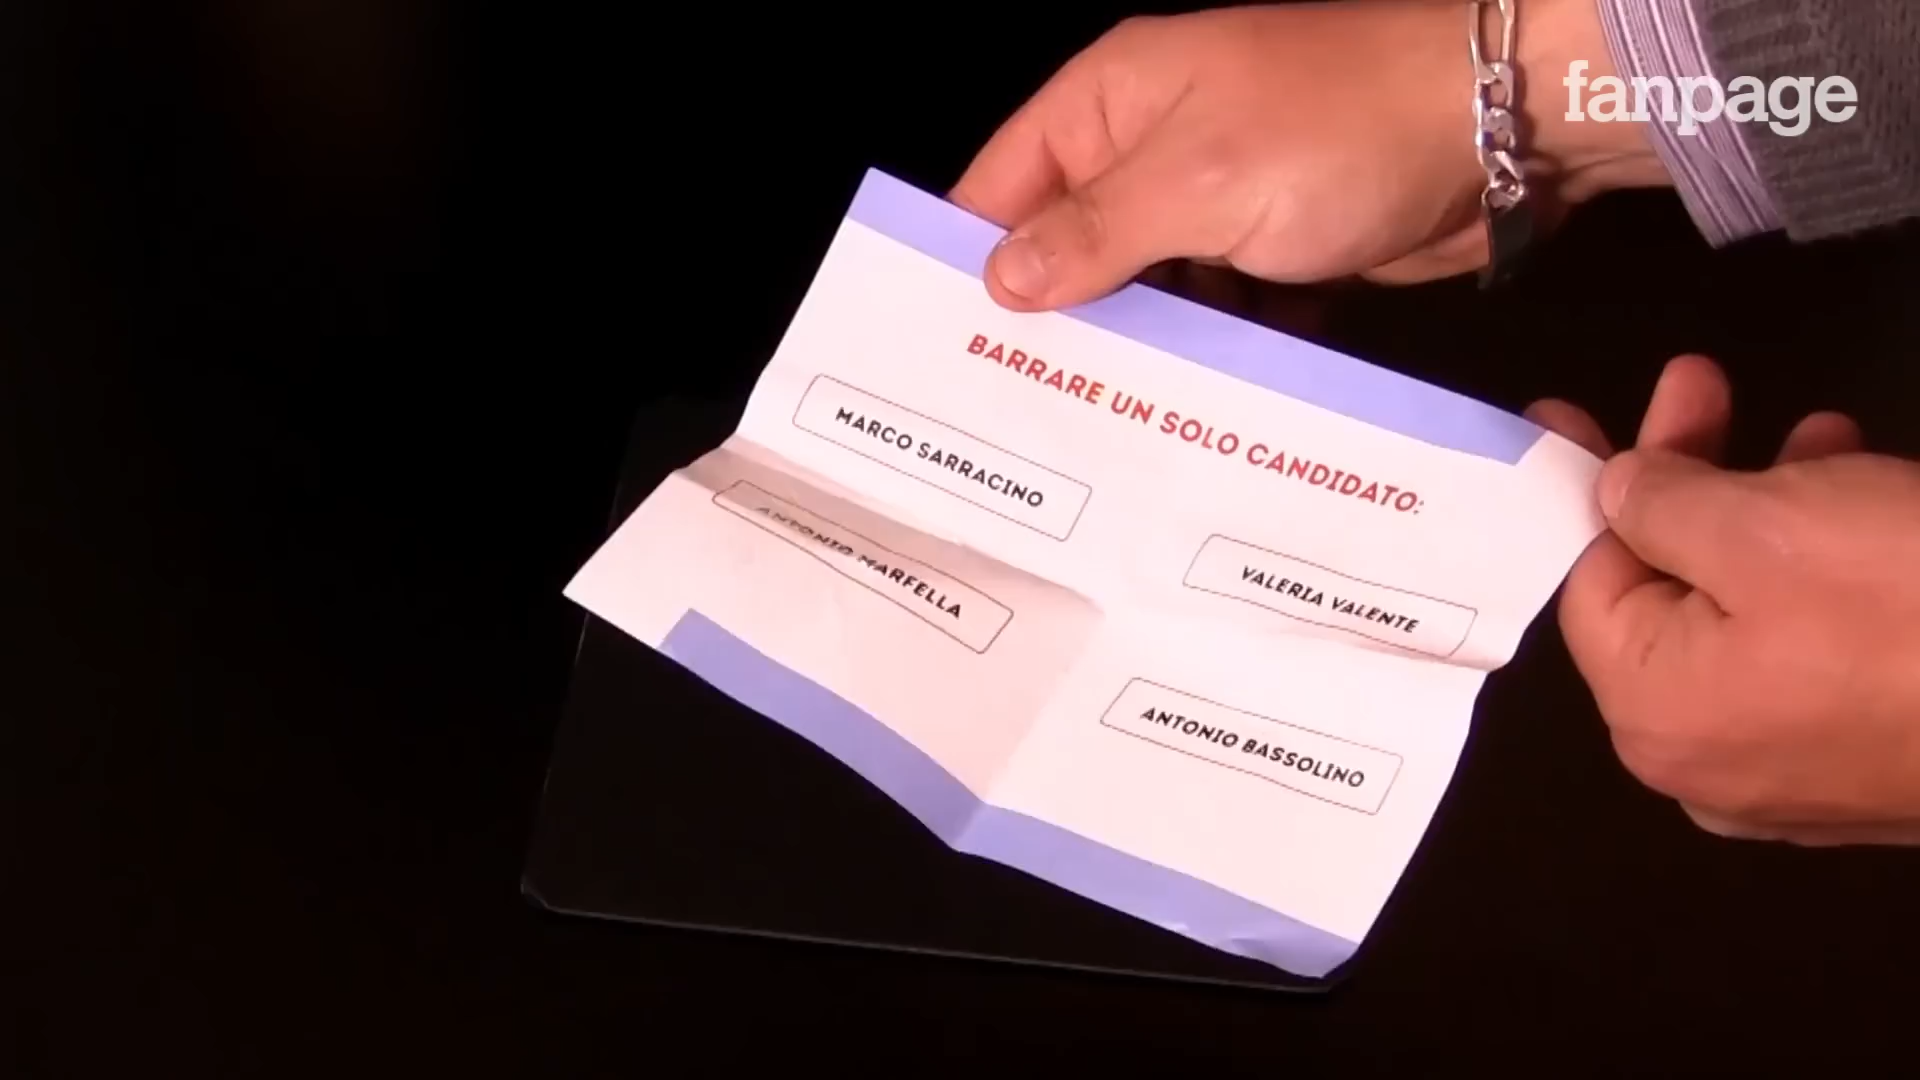 fanpage
BARRARE UN SOLO CANDIDATO:
MARCO SARRACINO
VALERIA VALENTE
ANTONIO MARFELLA
ANTONIO BASSOLINO